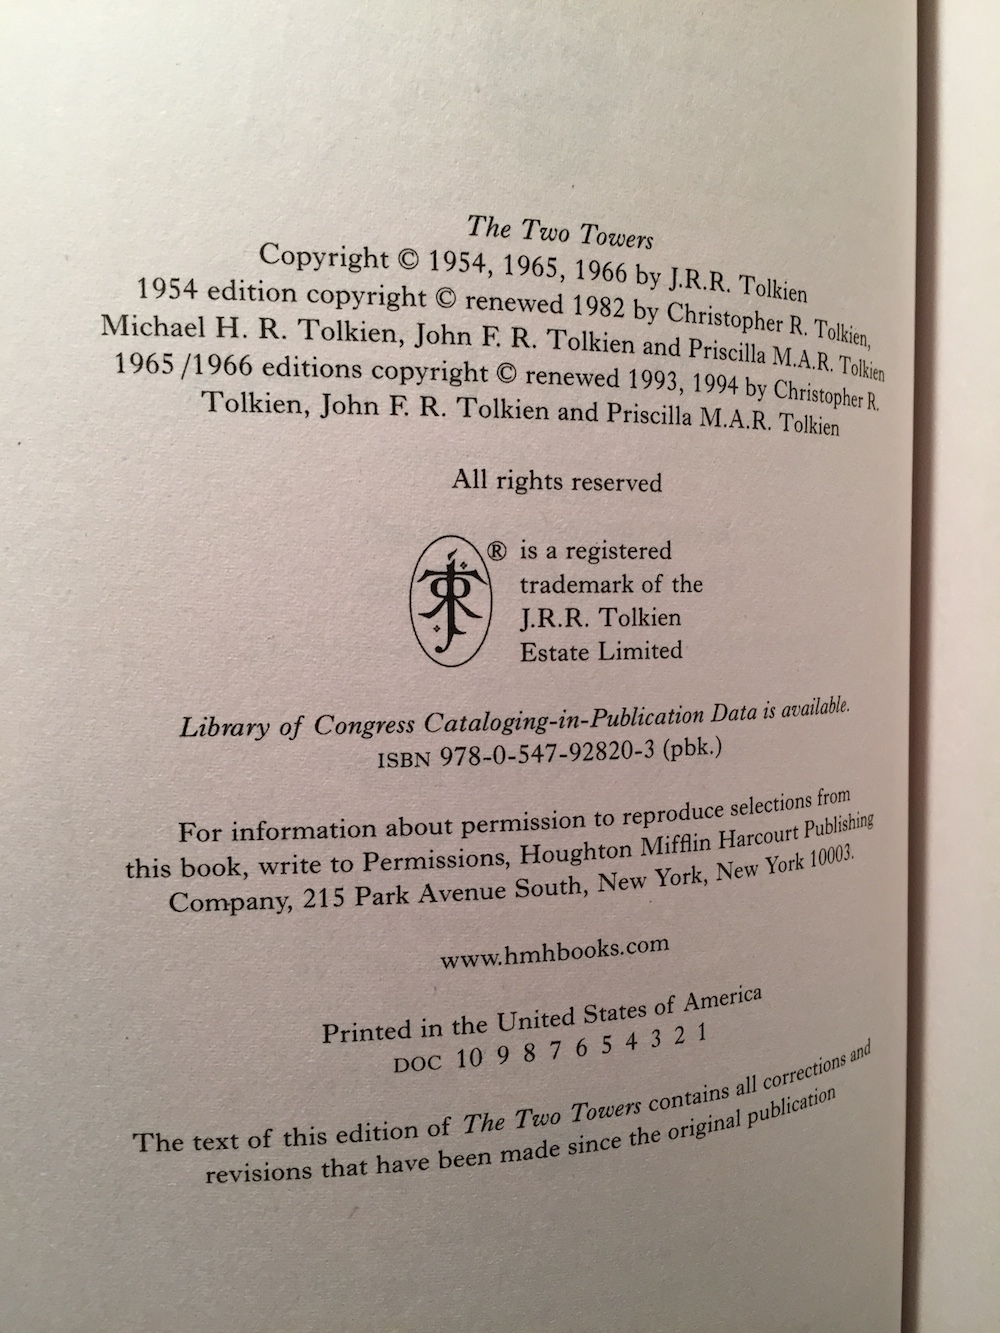 The Two Towers
Copyright © 1954, 1965, 1966 by J.R.R. Tolkien
1954 edition copyright © renewed 1982 by Christopher R. Tolkien,
Michael H. R. Tolkien, John F. R. Tolkien and Priscilla M.A.R. Tolkien
1965/1966 editions copyright © renewed 1993, 1994 by Christopher R.
Tolkien, John F. R. Tolkien and Priscilla M.A.R. Tolkien
All rights reserved
® is a registered
trademark of the
J.R.R. Tolkien
Estate Limited
Library of Congress Cataloging-in-Publication Data is available.
ISBN 978-0-547-92820-3 (pbk.)
For information about permission to reproduce selections from
this book, write to Permissions, Houghton Mifflin Harcourt Publishing
Company, 215 Park Avenue South, New York, New York 10003.
www.hmhbooks.com
Printed in the United States of America
DOC 10 9 8 7 6 5 4 3 2 1
The text of this edition of The Two Towers contains all corrections and
revisions that have been made since the original publication